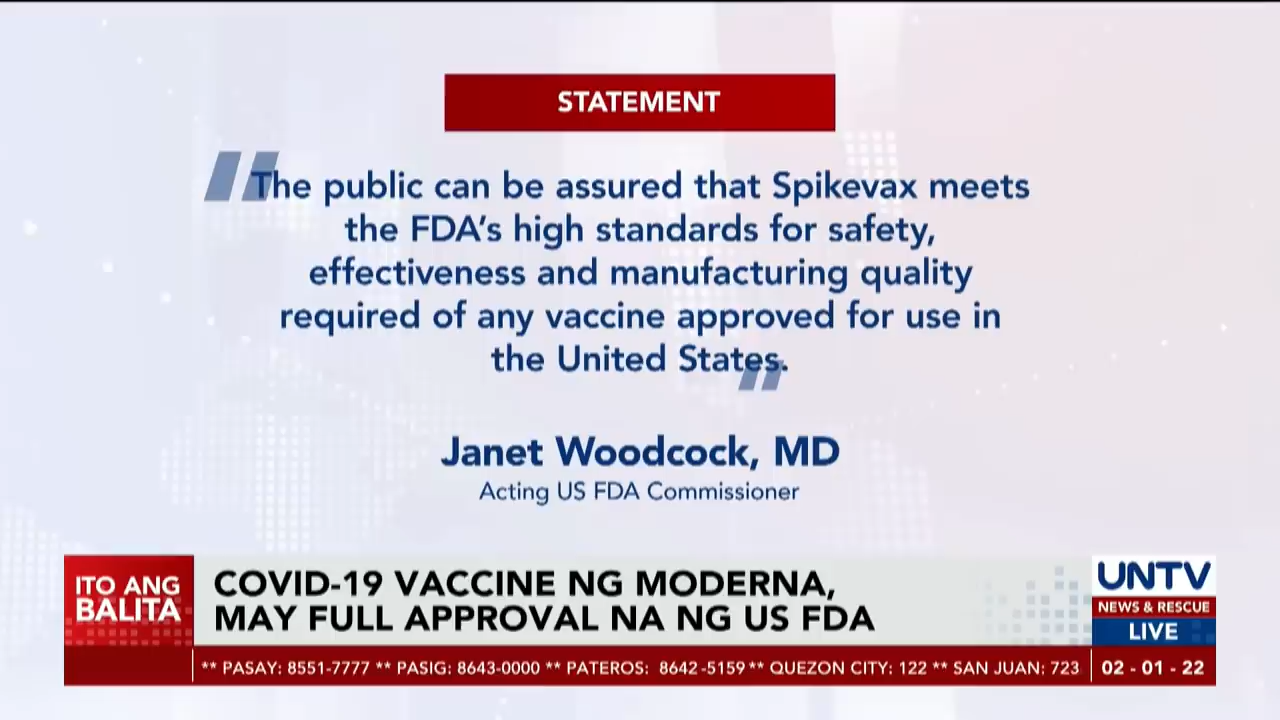 STATEMENT
"The public can be assured that Spikevax meets
the FDA's high standards for safety,
effectiveness and manufacturing quality
required of any vaccine approved for use in
the United States."
Janet Woodcock, MD
Acting US FDA Commissioner
ITO ANG
BALITA
COVID-19 VACCINE NG MODERNA,
MAY FULL APPROVAL NA NG US FDA
UNTV
NEWS & RESCUE
LIVE
** PASAY: 8551-7777 ** PASIG: 8643-0000 ** PATEROS: 8642-5159 ** QUEZON CITY: 122 ** SAN JUAN: 723
02 - 01 - 22